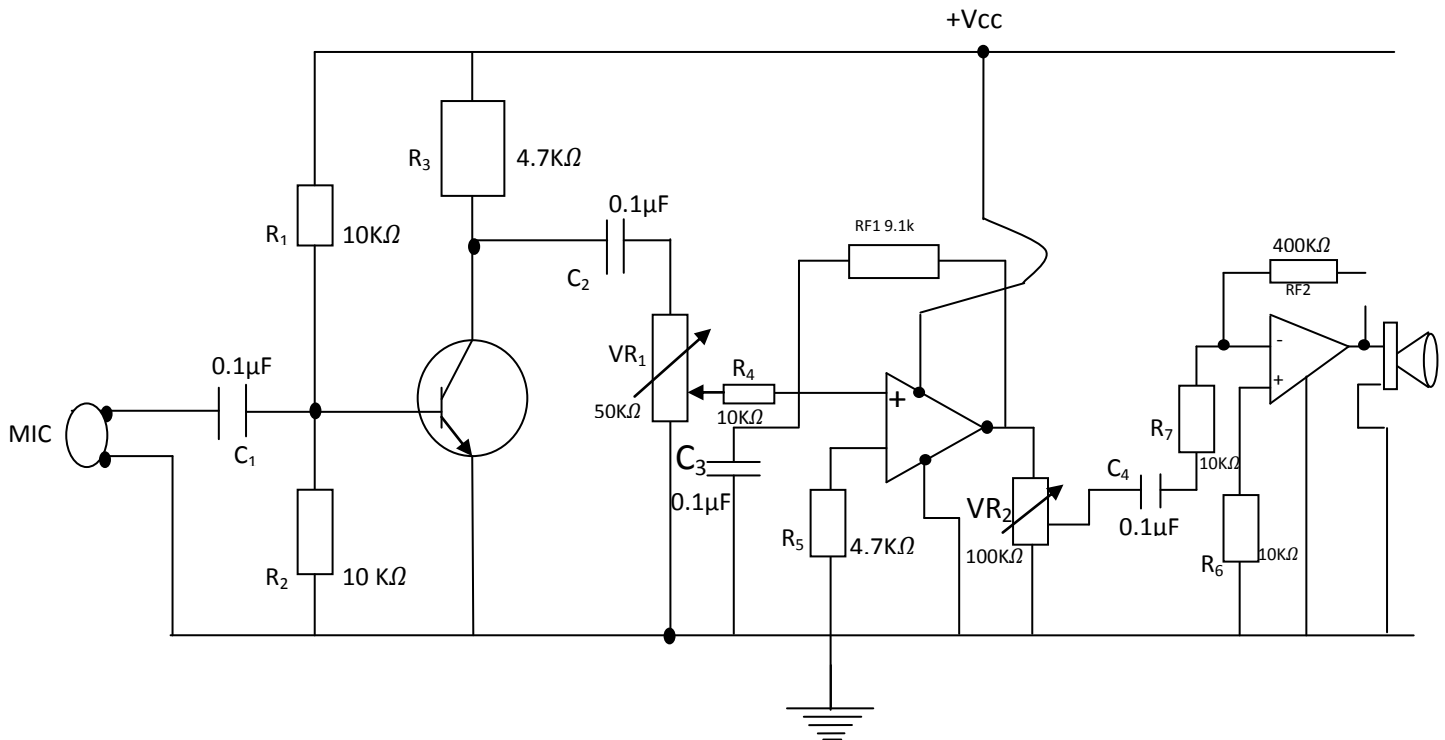 +Vcc
R3
4.7KΩ
R1
10KΩ
0.1μF
C2
RF1 9.1k
400KΩ
RF2
VR1
50KΩ
R4
10KΩ
+
-
+
MIC
0.1μF
C1
C3
0.1μF
R7
10KΩ
C4
0.1μF
VR2
100KΩ
R5
4.7KΩ
R6
10KΩ
R2
10 KΩ